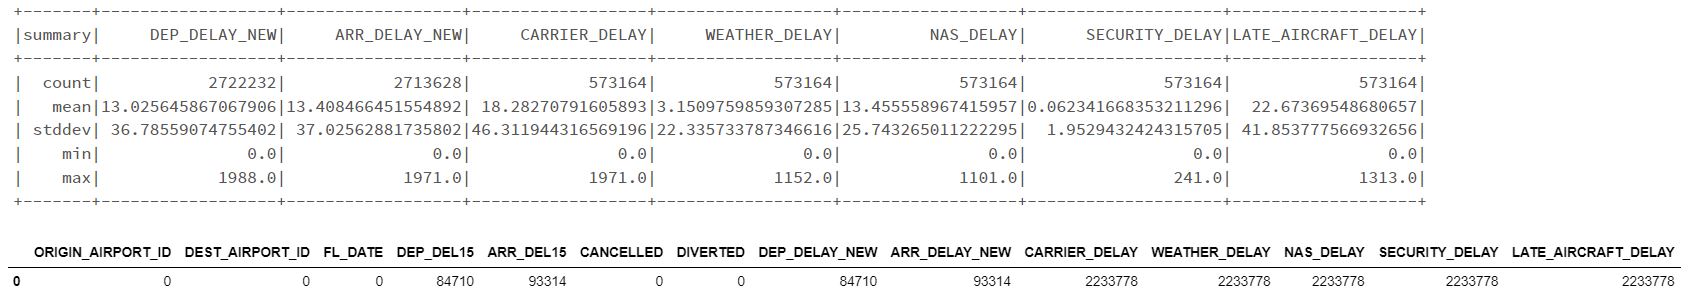 +-------+------------------+------------------+------------------+------------------+------------------+--------------------+-------------------+
|summary|     DEP_DELAY_NEW|     ARR_DELAY_NEW|     CARRIER_DELAY|     WEATHER_DELAY|         NAS_DELAY|      SECURITY_DELAY|LATE_AIRCRAFT_DELAY|
+-------+------------------+------------------+------------------+------------------+------------------+--------------------+-------------------+
|  count|           2722232|           2713628|            573164|            573164|            573164|              573164|             573164|
|   mean|13.025645867067906|13.408466451554892| 18.28270791605893|3.1509759859307285|13.455558967415957|0.062341668353211296|  22.67369548680657|
| stddev| 36.78559074755402| 37.02562881735802|46.311944316569196|22.335733787346616|25.743265011222295|  1.9529432424315705| 41.853777566932656|
|    min|               0.0|               0.0|               0.0|               0.0|               0.0|                 0.0|                0.0|
|    max|            1988.0|            1971.0|            1971.0|            1152.0|            1101.0|               241.0|             1313.0|
+-------+------------------+------------------+------------------+------------------+------------------+--------------------+-------------------+
ORIGIN_AIRPORT_ID DEST_AIRPORT_ID FL_DATE DEP_DEL15 ARR_DEL15 CANCELLED DIVERTED DEP_DELAY_NEW ARR_DELAY_NEW CARRIER_DELAY WEATHER_DELAY NAS_DELAY SECURITY_DELAY LATE_AIRCRAFT_DELAY
0 0 0 0 84710 93314 0 0 84710 93314 2233778 2233778 2233778 2233778 2233778